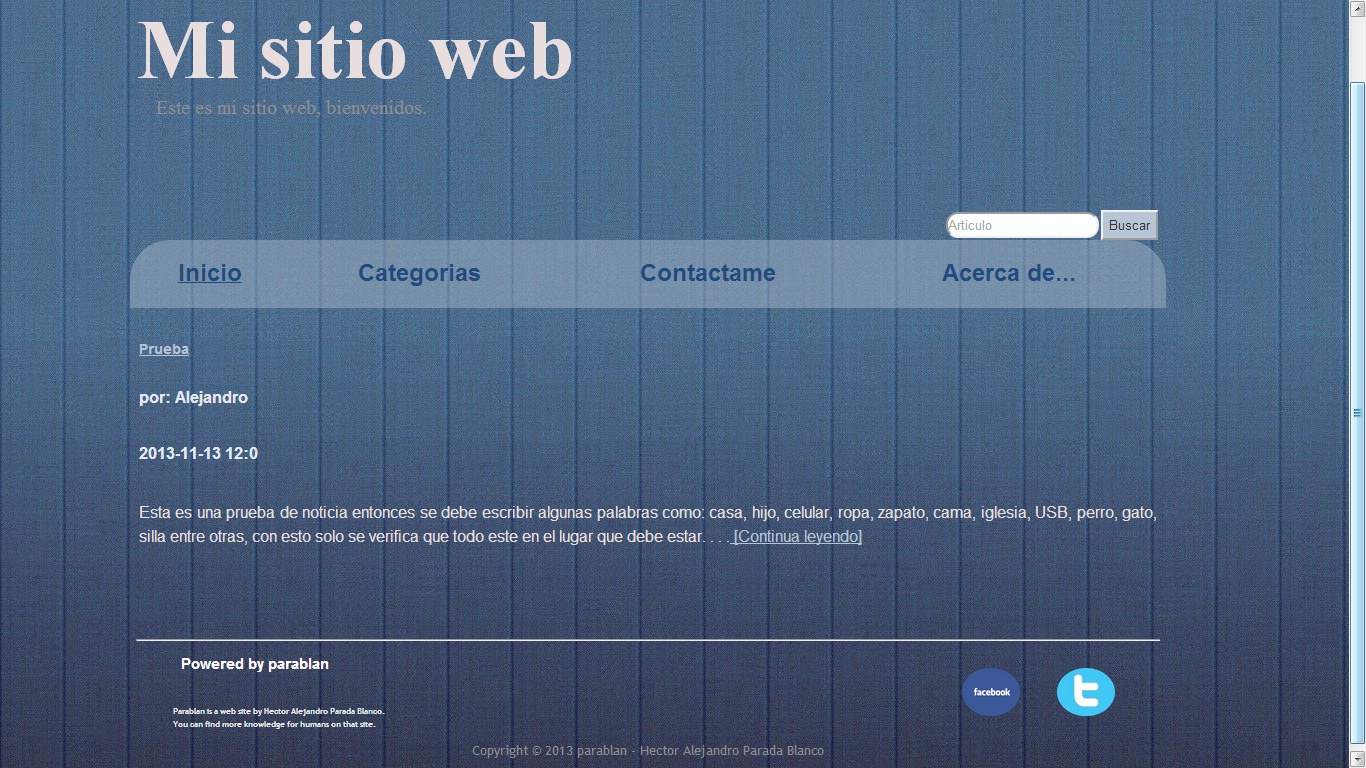 Mi sitio web
Este es mi sitio web, bienvenidos.
Articulo Buscar
Inicio Categorias Contactame Acerca de...
Prueba
por: Alejandro
2013-11-13 12:0
Esta es una prueba de noticia entonces se debe escribir algunas palabras como: casa, hijo, celular, ropa, zapato, cama, iglesia, USB, perro, gato,
silla entre otras, con esto solo se verifica que todo este en el lugar que debe estar. . . . [Continua leyendo]
Powered by parablan
facebook
Parablan is a web site by Hector Alejandro Parada Blanco.
You can find more knowledge for humans on that site.
Copyright © 2013 parablan - Hector Alejandro Parada Blanco